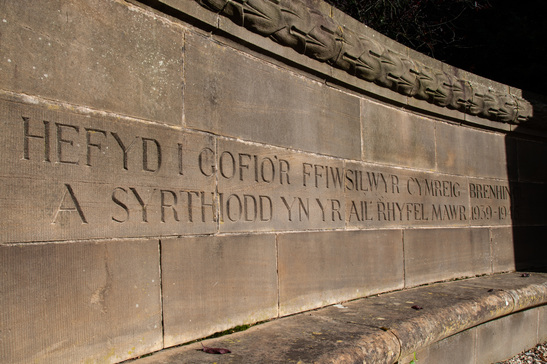 HEFYD I GOFIO'R FFIWSILWYR CYMREIG BRENHIN
A SYRTHIODD YN YR AIL RHYFEL MAWR 1939-19